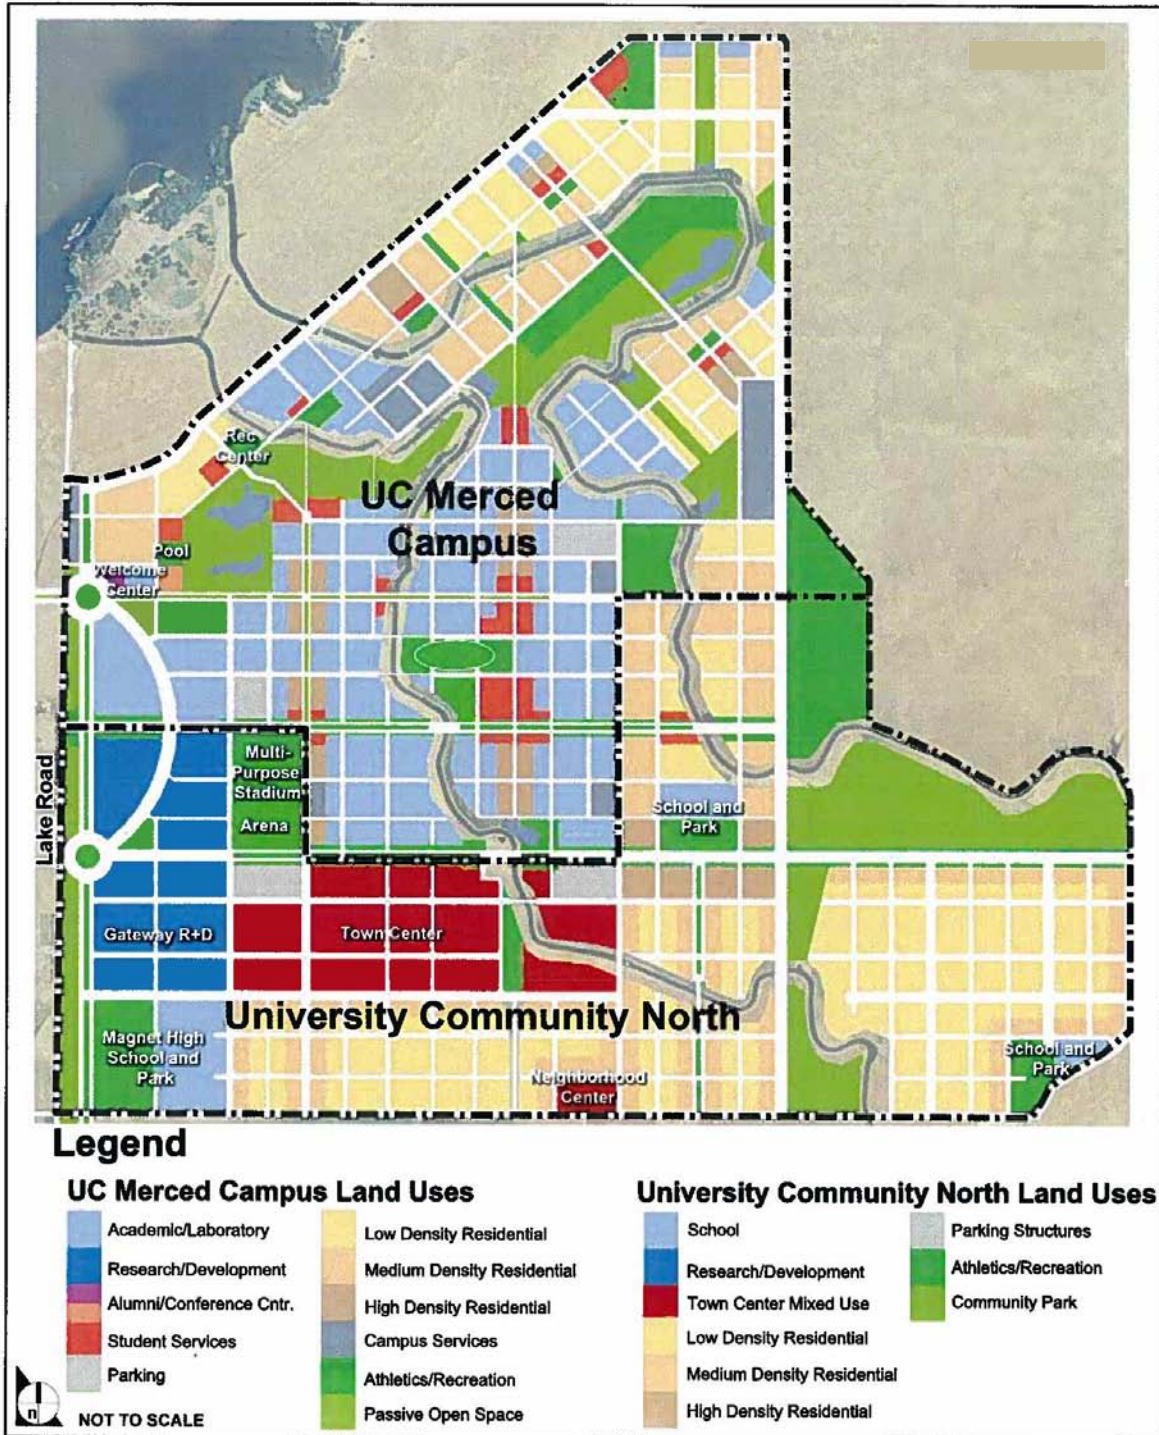 Rec
Center
UC Merced
Campus
Pool
Welcome
Center
Multi-
Purpose
Stadium
Arena
Lake Road
School and
Park
Gateway R+D
Town Center
University Community North
Magnet High
School and
Park
Neighborhood
Center
School and
Park
Legend
UC Merced Campus Land Uses
Academic/Laboratory
Research/Development
Alumni/Conference Cntr.
Student Services
Parking
Low Density Residential
Medium Density Residential
High Density Residential
Campus Services
Athletics/Recreation
Passive Open Space
University Community North Land Uses
School
Research/Development
Town Center Mixed Use
Low Density Residential
Medium Density Residential
High Density Residential
Parking Structures
Athletics/Recreation
Community Park
n
NOT TO SCALE